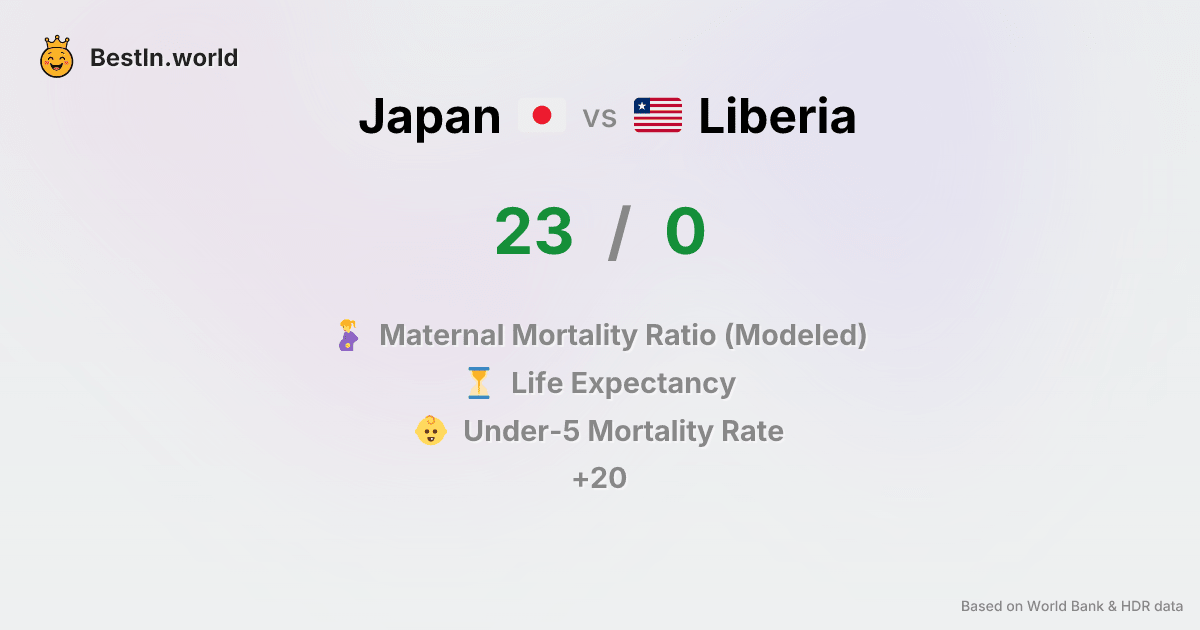 BestIn.world
Japan vs Liberia
23 / 0
Maternal Mortality Ratio (Modeled)
Life Expectancy
Under-5 Mortality Rate
+20
Based on World Bank & HDR data